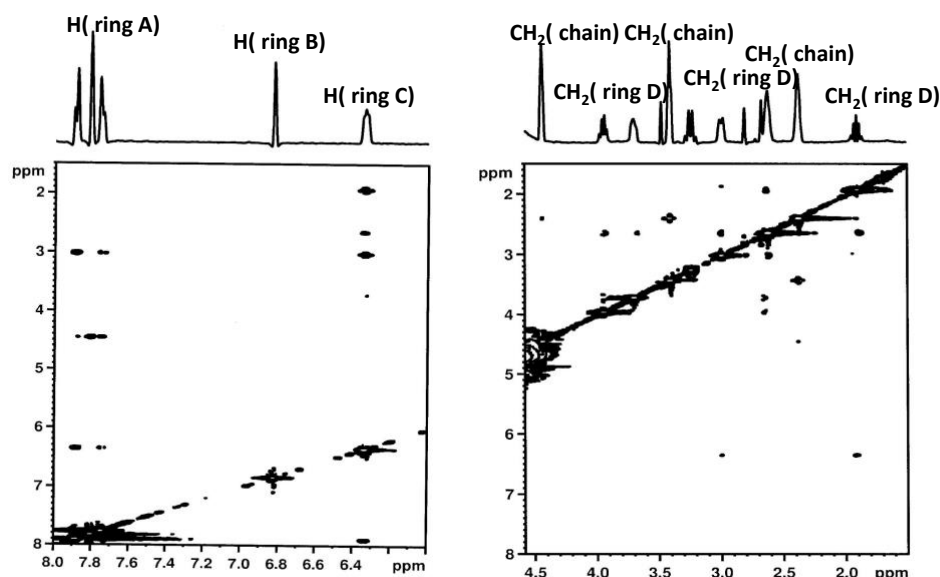 H( ring A)
H( ring B)
H( ring C)
ppm
2
3
4
5
6
7
8
8.0 7.8 7.6 7.4 7.2 7.0 6.8 6.6 6.4 ppm
CH₂( chain) CH₂( chain)
CH₂( chain)
CH₂( ring D) CH₂( ring D) CH₂( ring D)
ppm
2
3
4
5
6
7
8
4.5 3.5 3.0 2.5 2.0 ppm